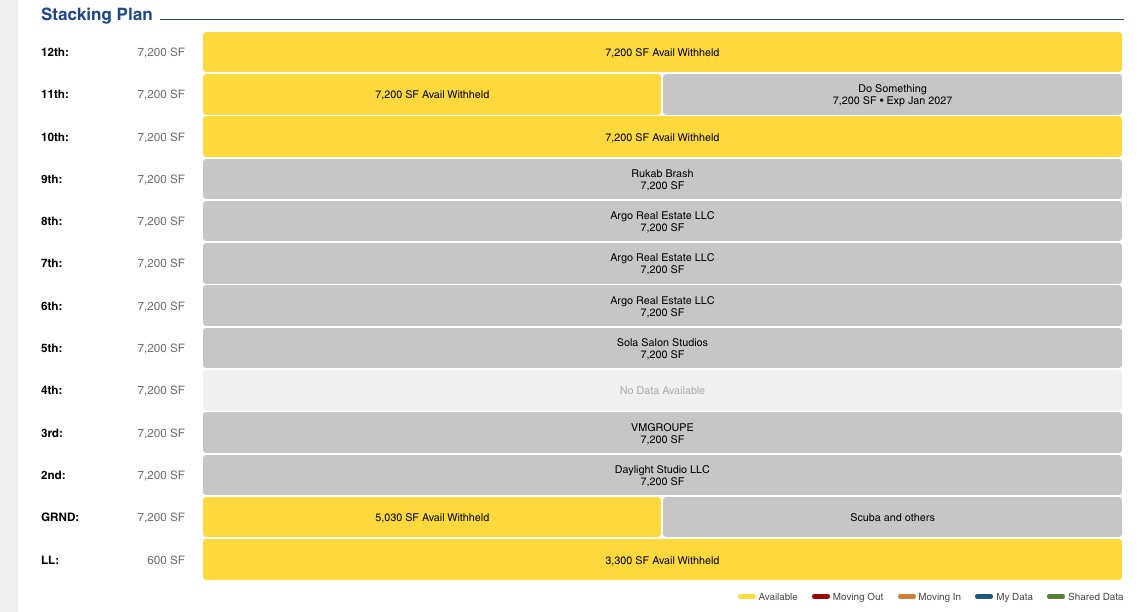 Stacking Plan
12th: 7,200 SF 7,200 SF Avail Withheld
11th: 7,200 SF 7,200 SF Avail Withheld Do Something
7,200 SF • Exp Jan 2027
10th: 7,200 SF 7,200 SF Avail Withheld
9th: 7,200 SF Rukab Brash
7,200 SF
8th: 7,200 SF Argo Real Estate LLC
7,200 SF
7th: 7,200 SF Argo Real Estate LLC
7,200 SF
6th: 7,200 SF Argo Real Estate LLC
7,200 SF
5th: 7,200 SF Sola Salon Studios
7,200 SF
4th: 7,200 SF No Data Available
3rd: 7,200 SF VMGROUPE
7,200 SF
2nd: 7,200 SF Daylight Studio LLC
7,200 SF
GRND: 7,200 SF 5,030 SF Avail Withheld Scuba and others
LL: 600 SF 3,300 SF Avail Withheld
Available Moving Out Moving In My Data Shared Data